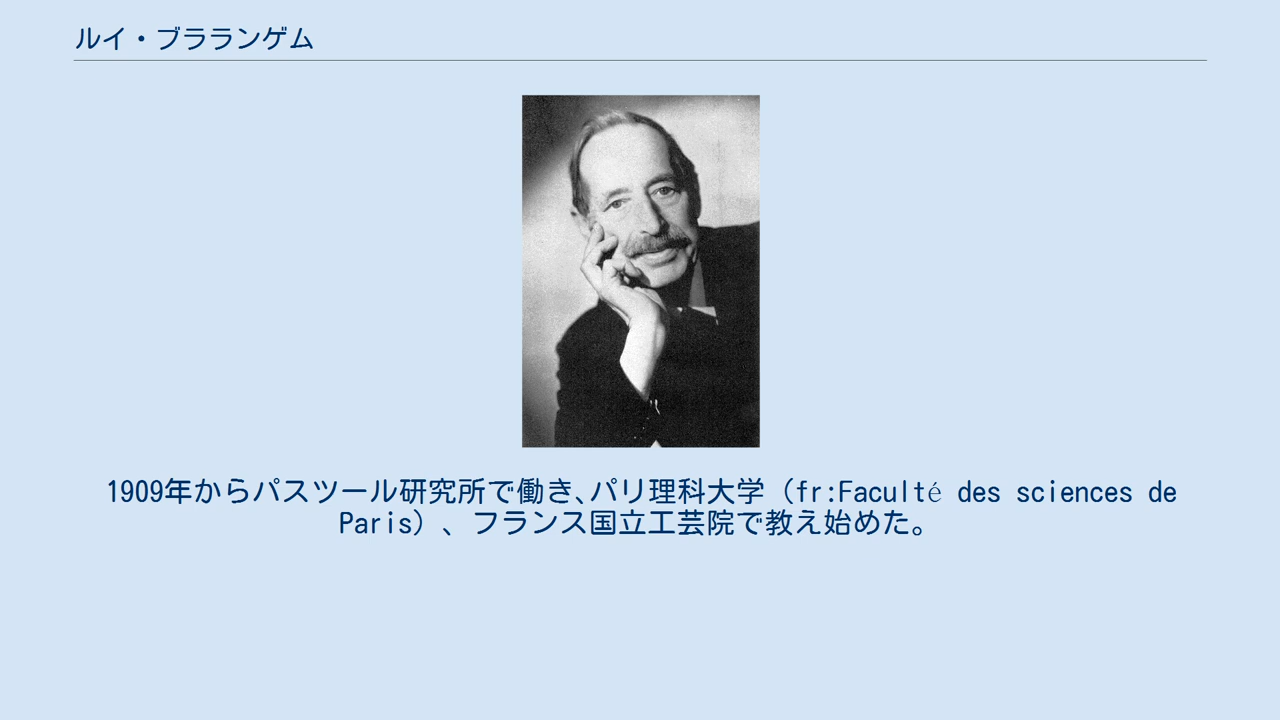 ルイ・ブラランゲム
1909年からパスツール研究所で働き､パリ理科大学（fr:Faculté des sciences de
Paris）、フランス国立工芸院で教え始めた。